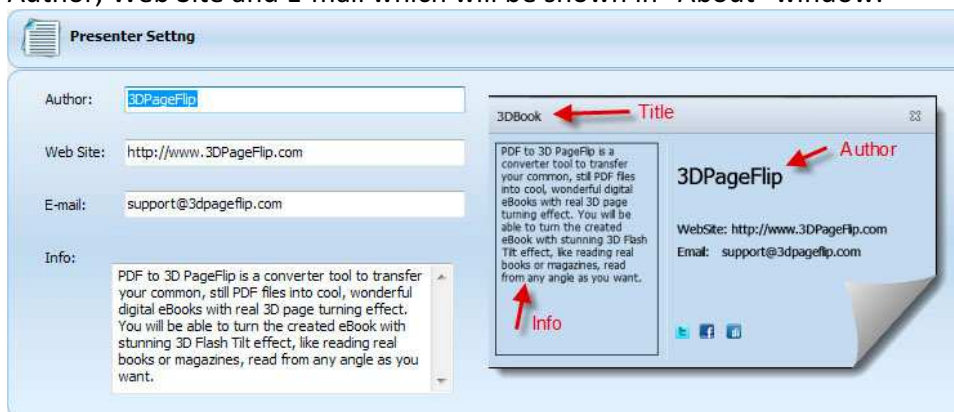 Author, Web Site and E-mail which will be shown in "About" window.
Presenter Settng
Author:
3DPageFlip
Web Site:
http://www.3DPageFlip.com
E-mail:
support@3dpageflip.com
Info:
PDF to 3D PageFlip is a converter tool to transfer
your common, still PDF files into cool, wonderful
digital eBooks with real 3D page turning effect.
You will be able to turn the created eBook with
stunning 3D Flash Tilt effect, like reading real
books or magazines, read from any angle as you
want.
3DBook
Title
PDF to 3D PageFlip is a
converter tool to transfer
your common, still PDF files
into cool, wonderful digital
eBooks with real 3D page
turning effect. You will be
able to turn the created
eBook with stunning 3D Flash
Tilt effect, like reading real
books or magazines, read
from any angle as you want.
Info
Author
3DPageFlip
WebSite: http://www.3DPageFlip.com
Email: support@3dpageflip.com